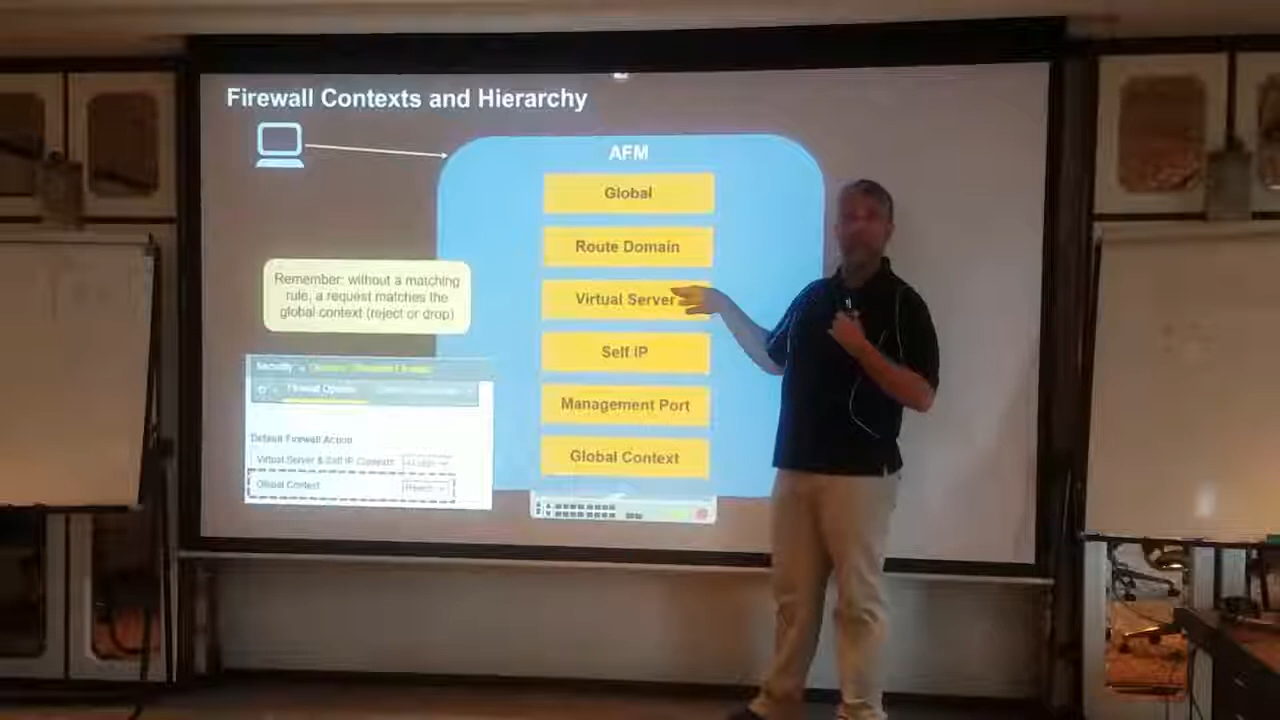 Firewall Contexts and Hierarchy
AFM
Global
Route Domain
Virtual Server
Self IP
Management Port
Global Context
Remember: without a matching
rule, a request matches the
global context (reject or drop)
Security
Firewall Options
Default Firewall Action
Virtual Server & Self IP Contexts
Global Context
Reject